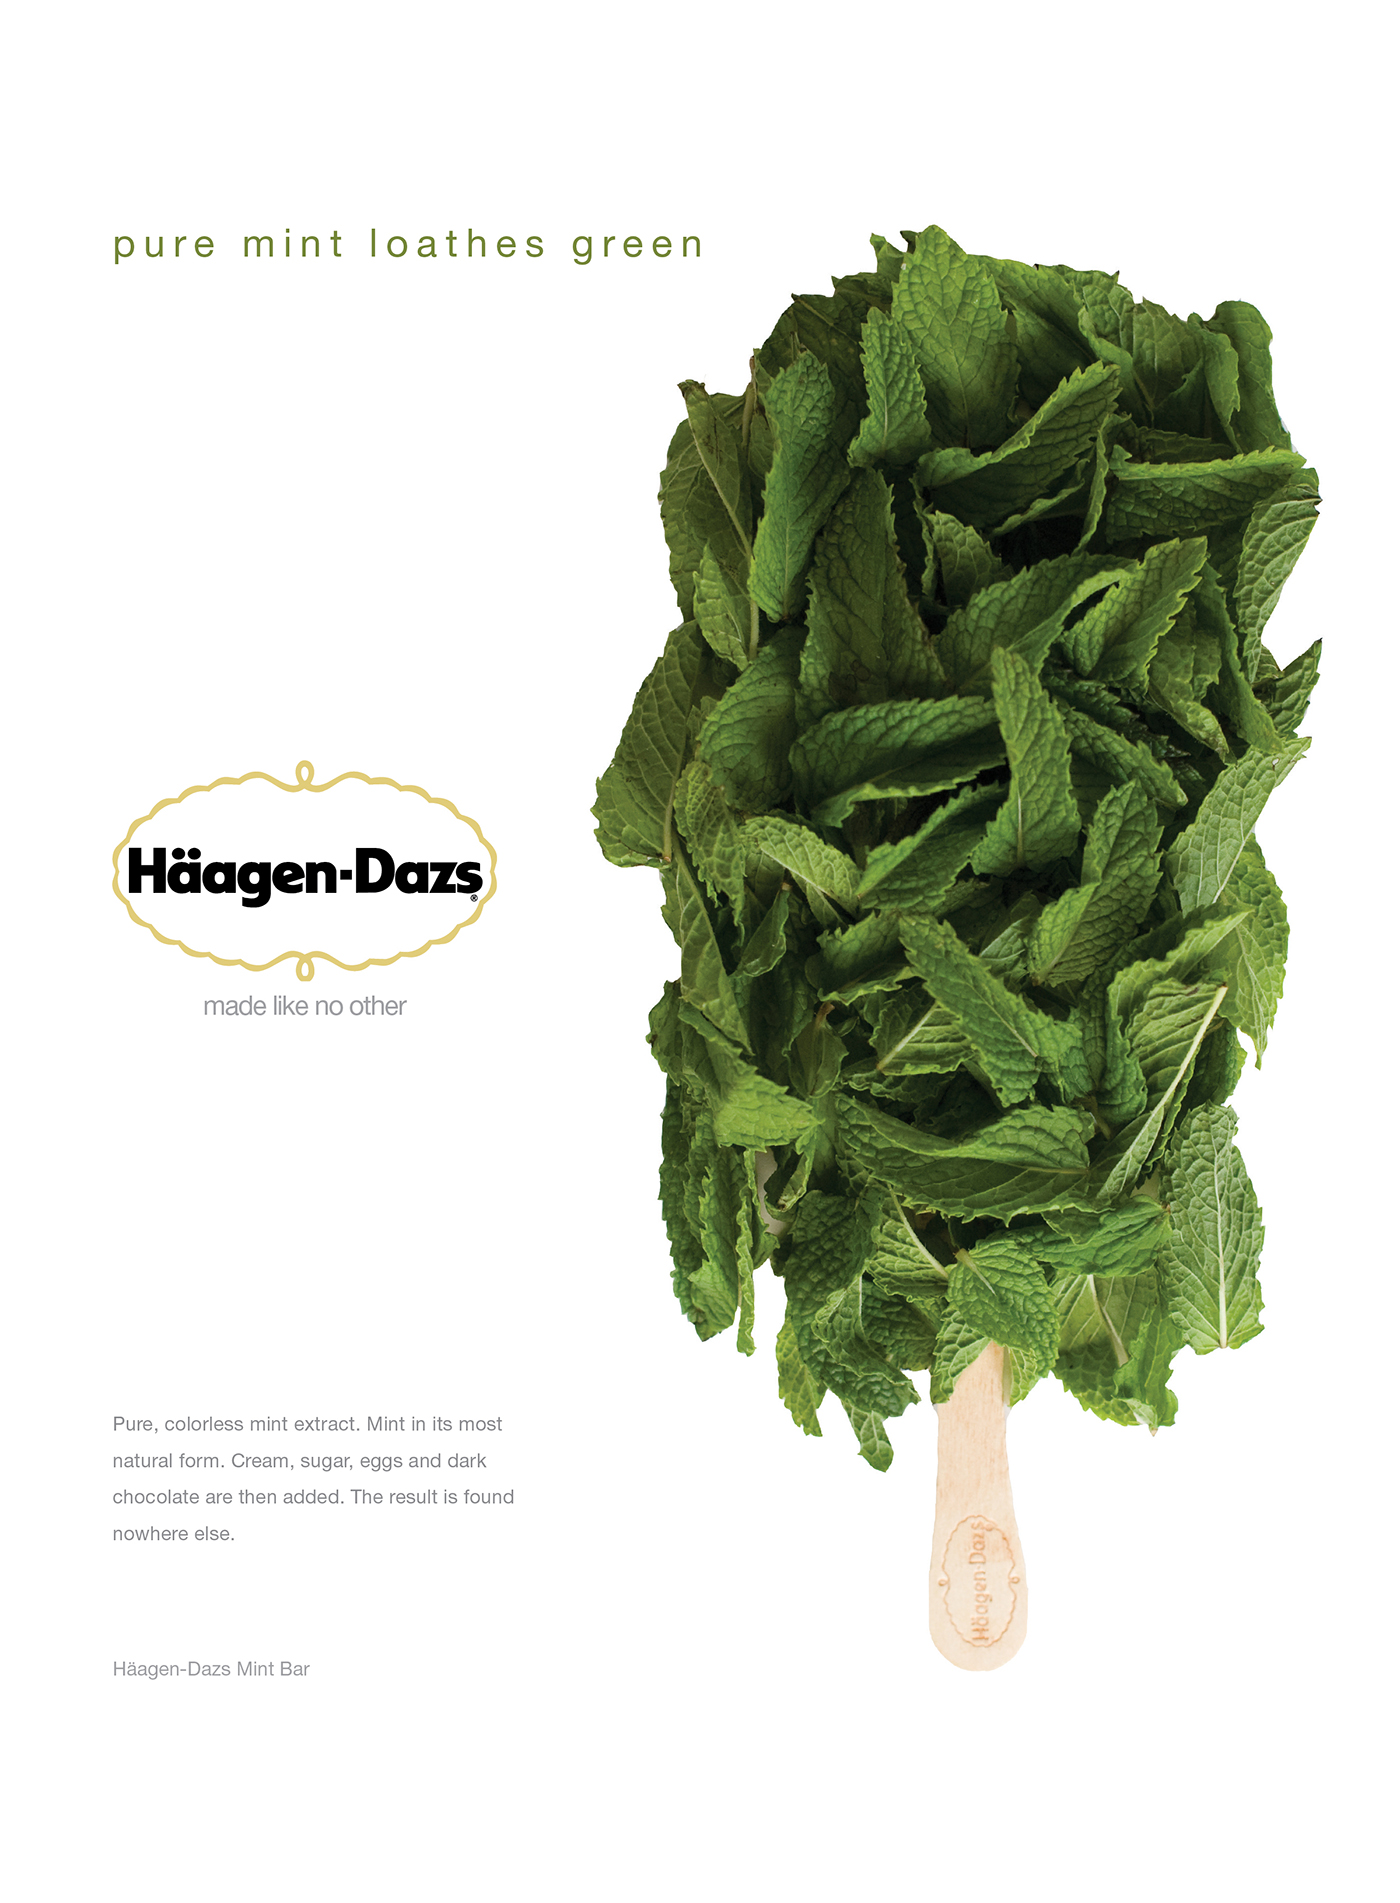 pure mint loathes green
Häagen-Dazs®
made like no other
Pure, colorless mint extract. Mint in its most
natural form. Cream, sugar, eggs and dark
chocolate are then added. The result is found
nowhere else.
Häagen-Dazs
Häagen-Dazs Mint Bar